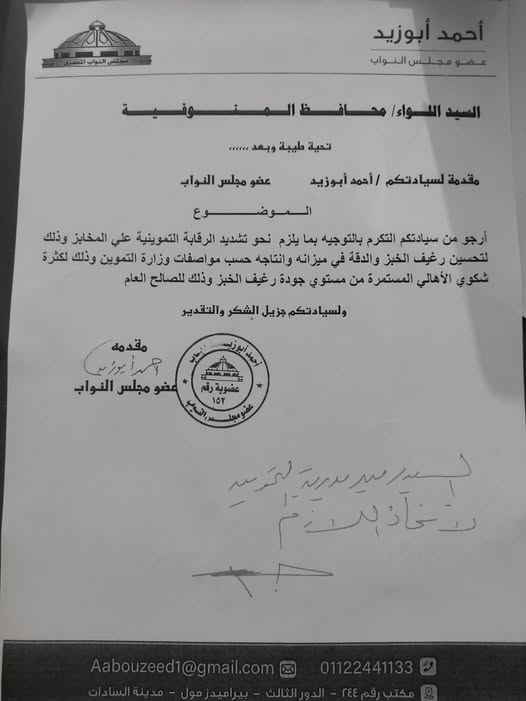 أحمد أبوزيد
عضو مجلس النواب
مجلس النواب المصري
السيد اللواء/ محافظ المنوفية
تحية طيبة وبعد ،،،،،،
مقدمة لسيادتكم / أحمد أبوزيد عضو مجلس النواب
الموضوع
أرجو من سيادتكم التكرم بالتوجيه بما يلزم نحو تشديد الرقابة التموينية علي المخابز وذلك
لتحسين رغيف الخبز والدقة في ميزانه وانتاجه حسب مواصفات وزارة التموين وذلك لكثرة
شكوي الأهالي المستمرة من مستوي جودة رغيف الخبز وذلك للصالح العام
ولسيادتكم جزيل الشكر والتقدير
مقدمه
احمد أبوزيد
عضو مجلس النواب
أحمد أبوزيد
عضوية رقم
١٥٢
عضو مجلس النواب
السيد/ مدير مديرية التموين
لاتخاذ اللازم
Aabouzeed1@gmail.com 01122441133
مكتب رقم ٢٤٤ - الدور الثالث - بيراميدز مول - مدينة السادات